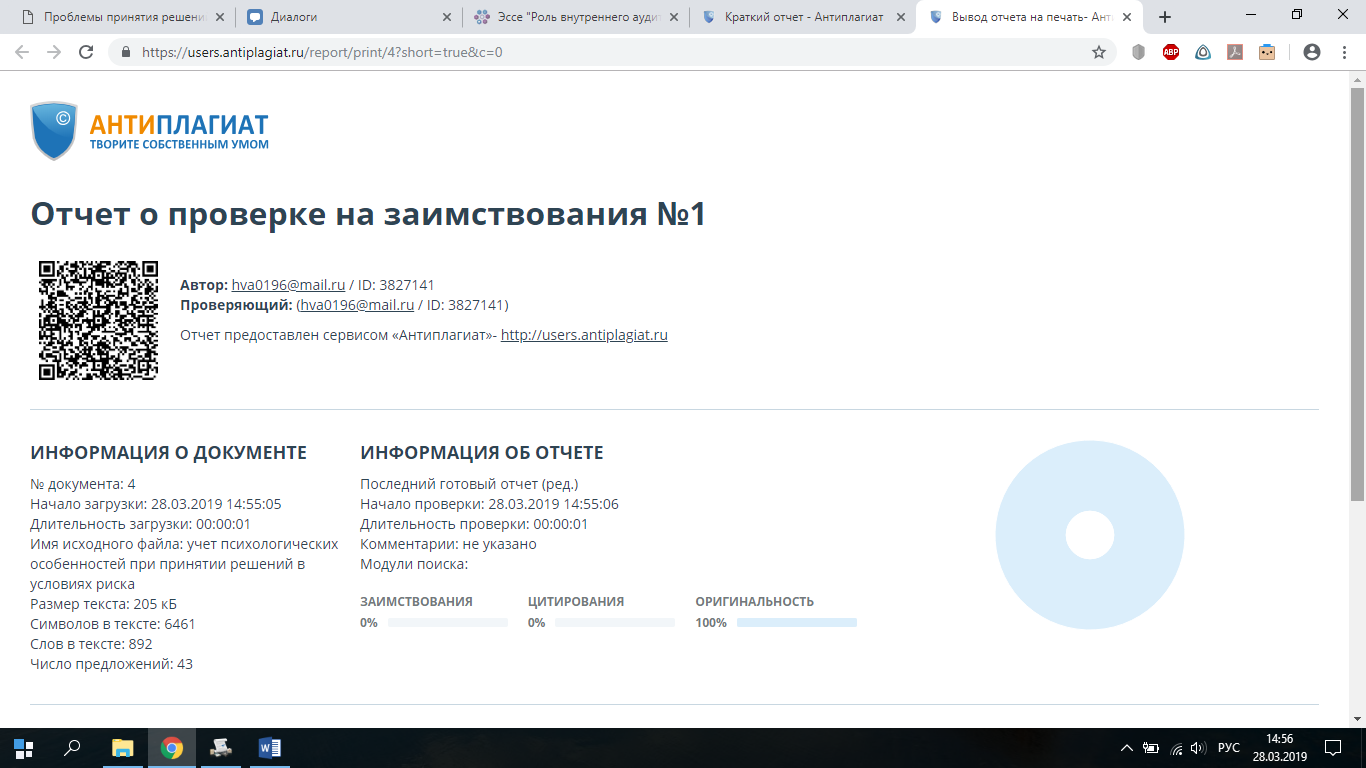 Проблемы принятия решени
Диалоги
Эссе "Роль внутреннего ауди
Краткий отчет - Антиплагиат
Вывод отчета на печать- Ант
https://users.antiplagiat.ru/report/print/4?short=true&c=0
ABP
©
АНТИПЛАГИАТ
ТВОРИТЕ СОБСТВЕННЫМ УМОМ
Отчет о проверке на заимствования №1
Автор: hva0196@mail.ru / ID: 3827141
Проверяющий: (hva0196@mail.ru / ID: 3827141)
Отчет предоставлен сервисом «Антиплагиат»- http://users.antiplagiat.ru
ИНФОРМАЦИЯ О ДОКУМЕНТЕ
№ документа: 4
Начало загрузки: 28.03.2019 14:55:05
Длительность загрузки: 00:00:01
Имя исходного файла: учет психологических
особенностей при принятии решений в
условиях риска
Размер текста: 205 кБ
Cимволов в тексте: 6461
Слов в тексте: 892
Число предложений: 43
ИНФОРМАЦИЯ ОБ ОТЧЕТЕ
Последний готовый отчет (ред.)
Начало проверки: 28.03.2019 14:55:06
Длительность проверки: 00:00:01
Комментарии: не указано
Модули поиска:
ЗАИМСТВОВАНИЯ
0%
ЦИТИРОВАНИЯ
0%
ОРИГИНАЛЬНОСТЬ
100%
РУС
14:56
28.03.2019